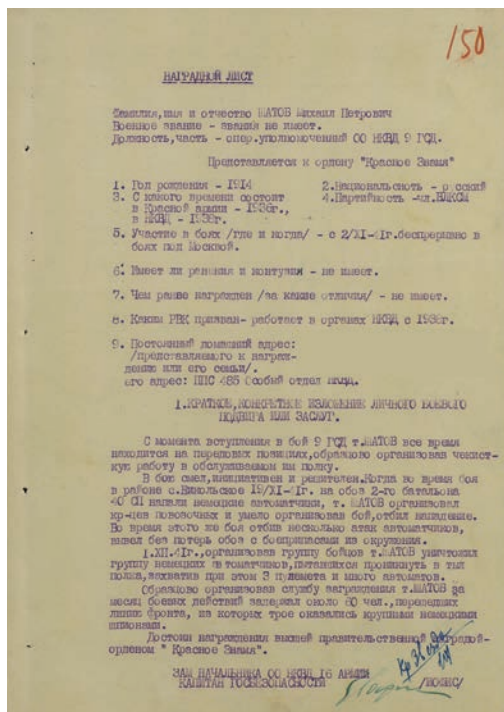 150
НАГРАДНОЙ ЛИСТ
Фамилия,имя и отчество ШАТОВ Михаил Петрович
Военное звание - звания не имеет.
Должность,часть - опер.уполномоченный ОО НКВД 9 ГСД.
Представляется к ордену "Красное Знамя"
1. Год рождения - 1914
2.Национальность - русский
3. С какого времени состоит
в Красной армии - 1936г.,
в НКВД - 1938г.
4.Партийность -чл.ВЛКСМ
5. Участие в боях /где и когда/ - с 2/XI-41г.беспрерывно в
боях под Москвой.
6. Имеет ли ранения и контузия - не имеет.
7. Чем ранее награжден /за какие отличия/ - не имеет.
8. Каким РВК призван- работает в органах НКВД с 1938г.
9. Постоянный домашний адрес:
/представляемого к награж-
дению или его семьи/.
его адрес: ППС 485 Особый отдел
I.КРАТКОЕ,КОНКРЕТНОЕ ИЗЛОЖЕНИЕ ЛИЧНОГО БОЕВОГО
ПОДВИГА ИЛИ ЗАСЛУГ.
С момента вступления в бой 9 ГСД т.ШАТОВ все время
находится на передовых позициях,образцово организовав чекист-
кую работу в обслуживаемом им полку.
В бою смел,инициативен и решителен.Когда во время боя
в районе с.Никольское 19/XI-41г на обоз 2-го батальона
40 СП напали немецкие автоматчики, т. ШАТОВ организовал
кр-цев повозочных и умело организовав бой,отбил нападение.
Во время этого же боя отбив несколько атак автоматчиков,
вывел без потерь обоз с боеприпасами из окружения.
I.XII.41г.,организовав группу бойцов т.ШАТОВ уничтожил
группу немецких автоматчиков,пытавшихся проникнуть в тыл
полка,захватив при этом 3 пулемета и много автоматов.
Образцово организовав службу заграждения т.ШАТОВ за
месяц боевых действий задержал около 60 чел.,перешедших
линию фронта, из которых трое оказались крупными немецкими
шпионами.
Достоин награждения высшей правительственной наградой-
орденом " Красное Знамя".
ЗАМ НАЧАЛЬНИКА ОО НКВД 16 АРМИИ
КАПИТАН ГОСБЕЗОПАСНОСТИ